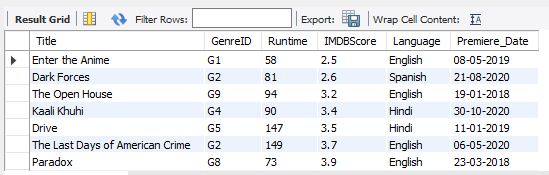 Result Grid Filter Rows: Export: Wrap Cell Content: IA
Title GenreID Runtime IMDBScore Language Premiere_Date
Enter the Anime G1 58 2.5 English 08-05-2019
Dark Forces G2 81 2.6 Spanish 21-08-2020
The Open House G9 94 3.2 English 19-01-2018
Kaali Khuhi G4 90 3.4 Hindi 30-10-2020
Drive G5 147 3.5 Hindi 11-01-2019
The Last Days of American Crime G2 149 3.7 English 06-05-2020
Paradox G8 73 3.9 English 23-03-2018